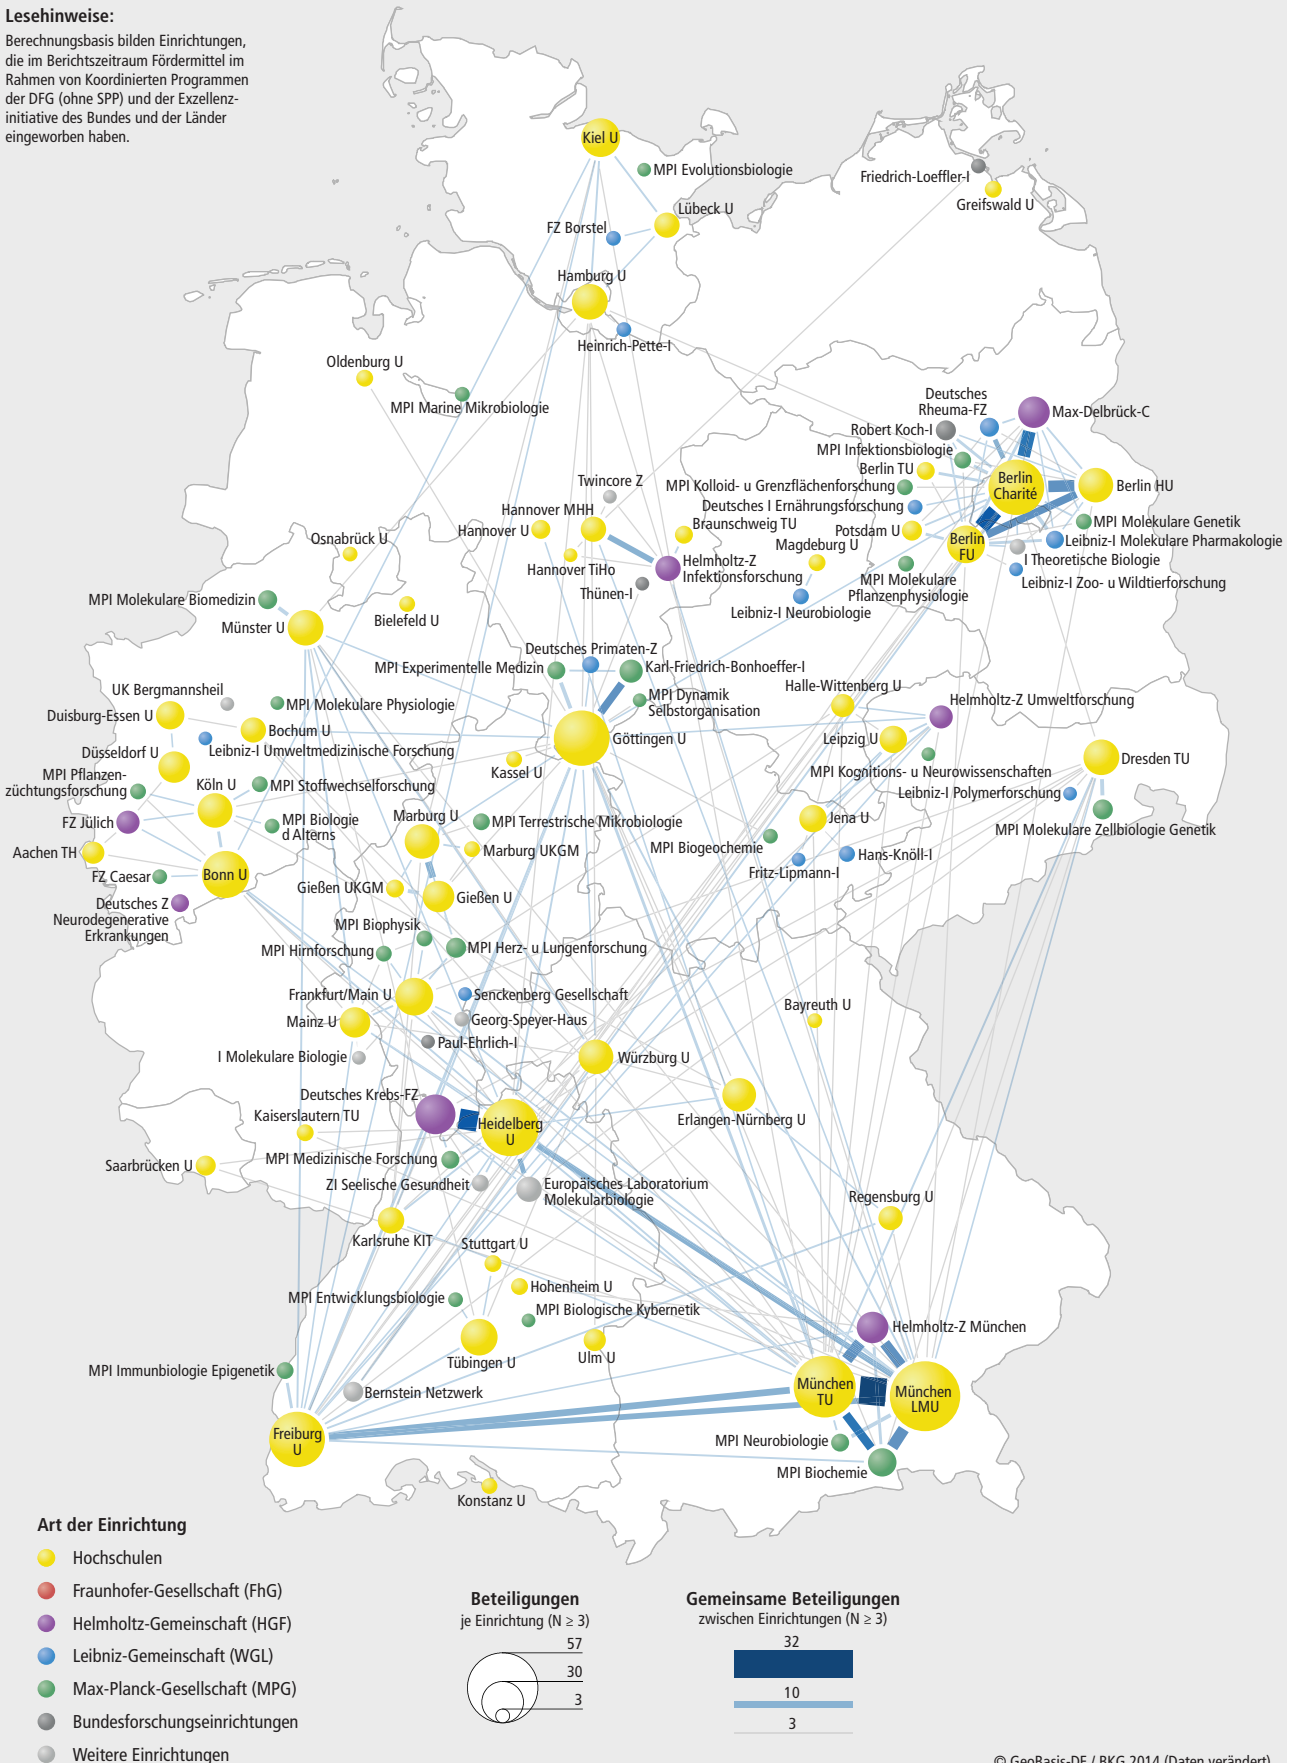 Lesehinweise:
Berechnungsbasis bilden Einrichtungen,
die im Berichtszeitraum Fördermittel im
Rahmen von Koordinierten Programmen
der DFG (ohne SPP) und der Exzellenz-
initiative des Bundes und der Länder
eingeworben haben.
Kiel U
MPI Evolutionsbiologie
Friedrich-Loeffler-I
Greifswald U
Lübeck U
FZ Borstel
Hamburg U
Heinrich-Pette-I
Oldenburg U
MPI Marine Mikrobiologie
Deutsches
Rheuma-FZ
Max-Delbrück-C
Robert Koch-I
MPI Infektionsbiologie
Berlin TU
Berlin
Charité
Berlin HU
MPI Kolloid- u Grenzflächenforschung
Deutsches I Ernährungsforschung
Potsdam U
Berlin
FU
MPI Molekulare Genetik
Leibniz-I Molekulare Pharmakologie
I Theoretische Biologie
Leibniz-I Zoo- u Wildtierforschung
MPI Molekulare
Pflanzenphysiologie
Twincore Z
Hannover MHH
Hannover U
Braunschweig TU
Hannover TiHo
Helmholtz-Z
Infektionsforschung
Thünen-I
Magdeburg U
Leibniz-I Neurobiologie
Osnabrück U
MPI Molekulare Biomedizin
Münster U
Bielefeld U
Deutsches Primaten-Z
MPI Experimentelle Medizin
Karl-Friedrich-Bonhoeffer-I
MPI Dynamik
Selbstorganisation
Göttingen U
Kassel U
Halle-Wittenberg U
Helmholtz-Z Umweltforschung
Leipzig U
MPI Kognitions- u Neurowissenschaften
Leibniz-I Polymerforschung
Dresden TU
MPI Molekulare Zellbiologie Genetik
UK Bergmannsheil
MPI Molekulare Physiologie
Duisburg-Essen U
Bochum U
Leibniz-I Umweltmedizinische Forschung
Düsseldorf U
MPI Pflanzen-
züchtungsforschung
Köln U
MPI Stoffwechselforschung
FZ Jülich
MPI Biologie
d Alterns
Aachen TH
FZ Caesar
Bonn U
Deutsches Z
Neurodegenerative
Erkrankungen
Marburg U
MPI Terrestrische Mikrobiologie
Marburg UKGM
Gießen UKGM
Gießen U
Jena U
MPI Biogeochemie
Hans-Knöll-I
Fritz-Lipmann-I
MPI Biophysik
MPI Hirnforschung
MPI Herz- u Lungenforschung
Frankfurt/Main U
Senckenberg Gesellschaft
Georg-Speyer-Haus
Mainz U
Paul-Ehrlich-I
I Molekulare Biologie
Bayreuth U
Würzburg U
Erlangen-Nürnberg U
Deutsches Krebs-FZ
Kaiserslautern TU
Heidelberg
U
Saarbrücken U
MPI Medizinische Forschung
ZI Seelische Gesundheit
Europäisches Laboratorium
Molekularbiologie
Karlsruhe KIT
Regensburg U
Stuttgart U
Hohenheim U
MPI Entwicklungsbiologie
MPI Biologische Kybernetik
Tübingen U
Ulm U
Helmholtz-Z München
MPI Immunbiologie Epigenetik
Bernstein Netzwerk
München
TU
München
LMU
Freiburg
U
MPI Neurobiologie
MPI Biochemie
Konstanz U
Art der Einrichtung
Hochschulen
Fraunhofer-Gesellschaft (FhG)
Helmholtz-Gemeinschaft (HGF)
Leibniz-Gemeinschaft (WGL)
Max-Planck-Gesellschaft (MPG)
Bundesforschungseinrichtungen
Weitere Einrichtungen
Beteiligungen
je Einrichtung (N ≥ 3)
57
30
3
Gemeinsame Beteiligungen
zwischen Einrichtungen (N ≥ 3)
32
10
3
© GeoBasis-DE / BKG 2014 (Daten verändert)